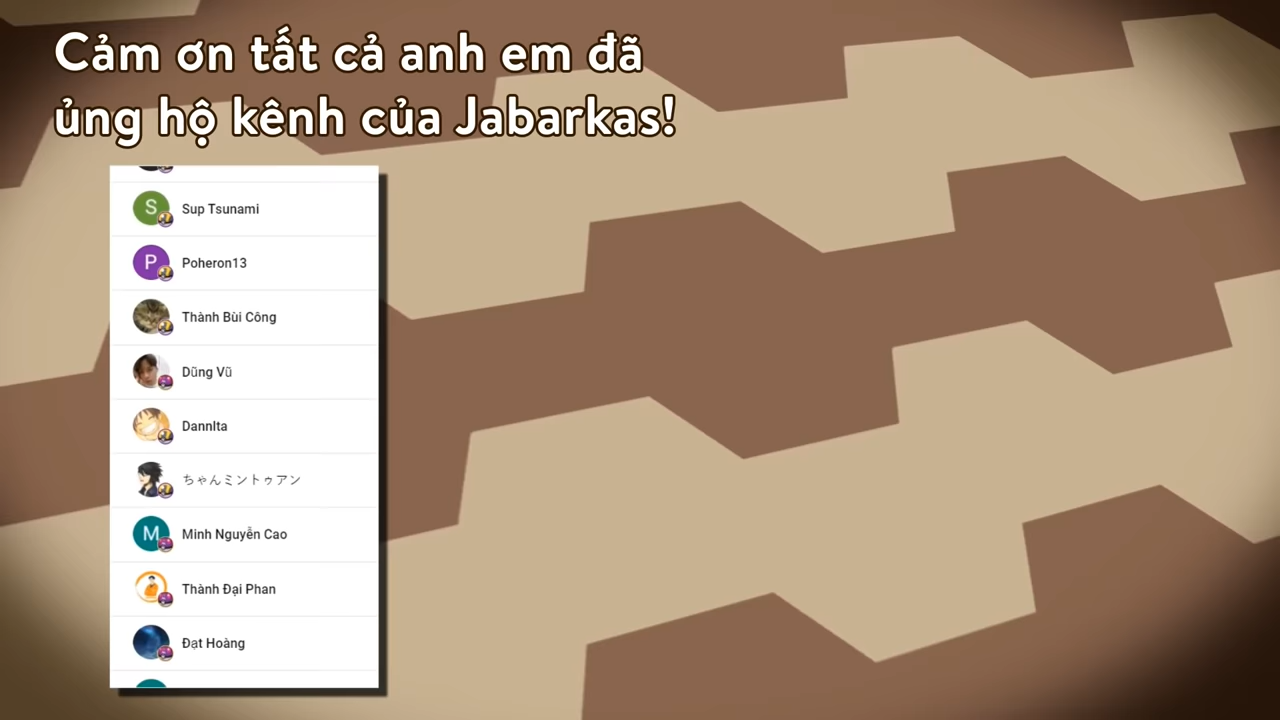 Cảm ơn tất cả anh em đã
ủng hộ kênh của Jabarkas!
S
Sup Tsunami
P
Poheron13
Thành Bùi Công
Dũng Vũ
DannIta
ちゃんミントゥアン
M
Minh Nguyễn Cao
Thành Đại Phan
Đạt Hoàng